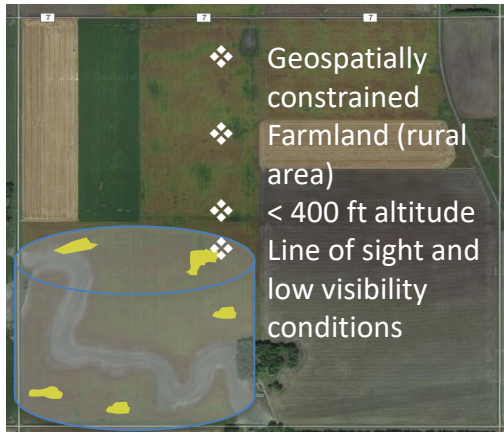 7 7 7
❖ Geospatially
constrained
❖ Farmland (rural
area)
❖ < 400 ft altitude
❖ Line of sight and
low visibility
conditions